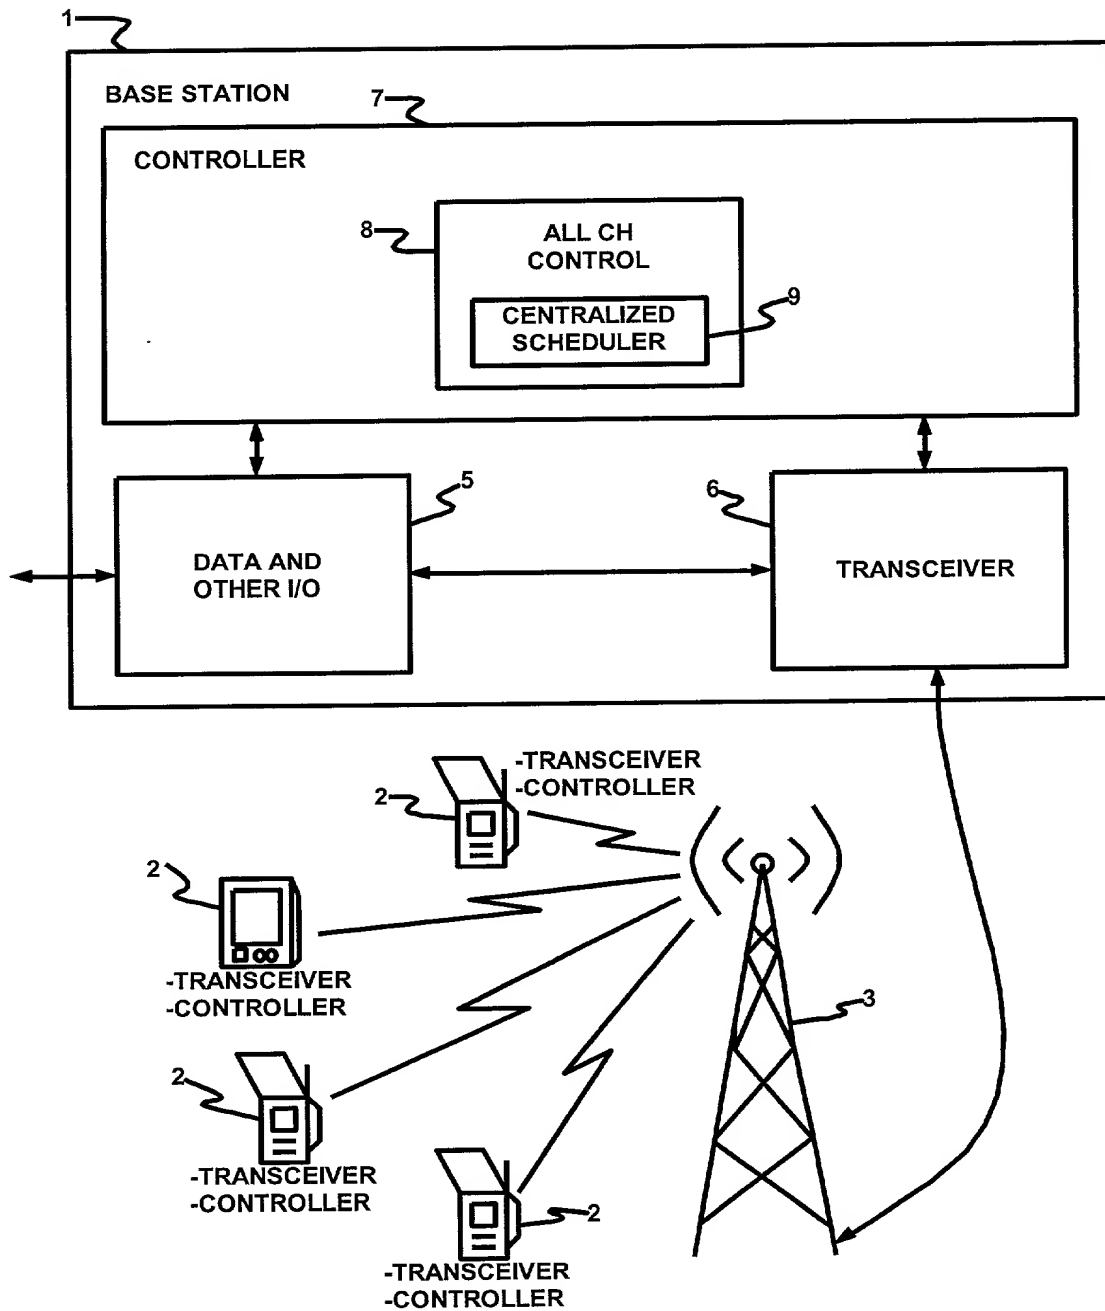 1
BASE STATION
7
CONTROLLER
8
ALL CH
CONTROL
9
CENTRALIZED
SCHEDULER
5
DATA AND
OTHER I/O
6
TRANSCEIVER
2
-TRANSCEIVER
-CONTROLLER
2
-TRANSCEIVER
-CONTROLLER
3
2
-TRANSCEIVER
-CONTROLLER
2
-TRANSCEIVER
-CONTROLLER